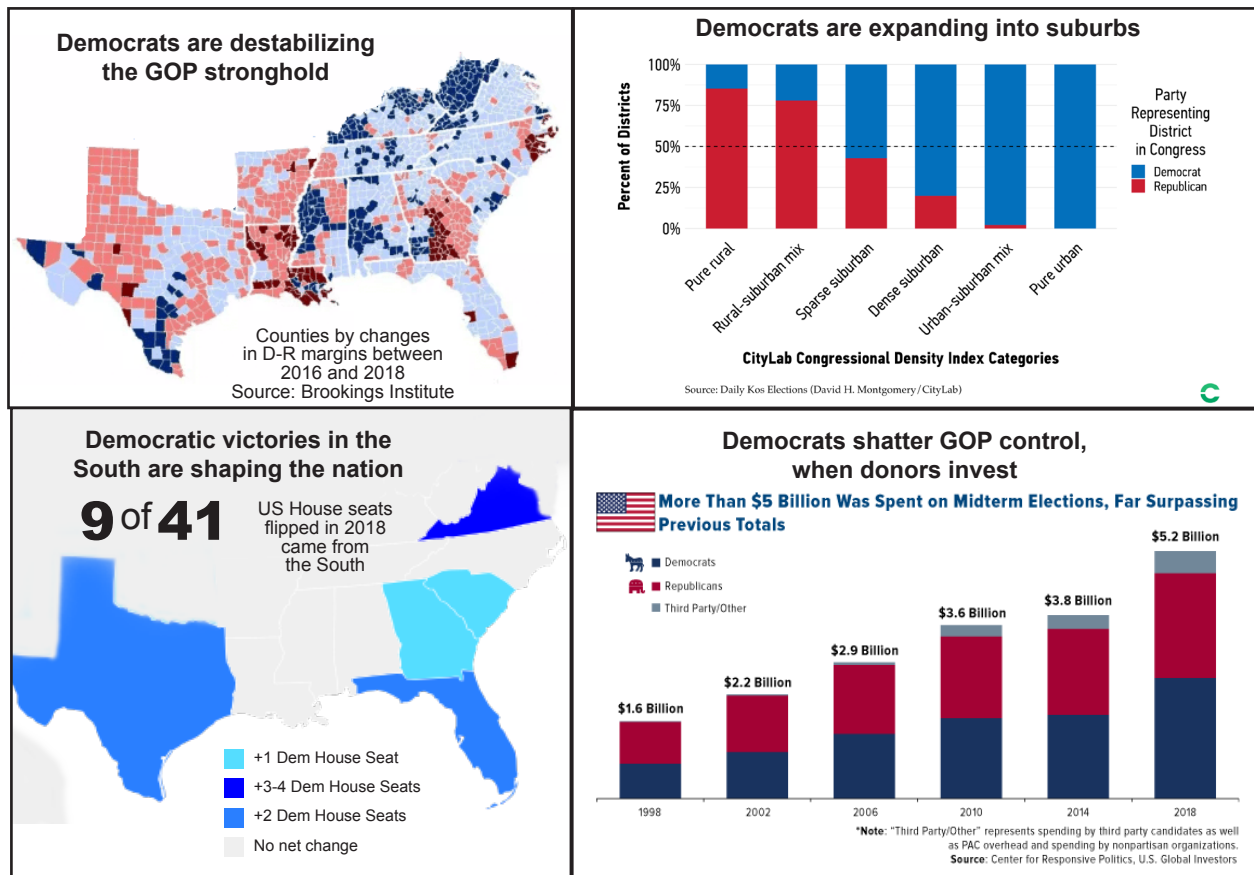 Democrats are destabilizing
the GOP stronghold
Counties by changes
in D-R margins between
2016 and 2018
Source: Brookings Institute
Democrats are expanding into suburbs
100%
75%
50%
25%
0%
Percent of Districts
Pure rural
Rural-suburban mix
Sparse suburban
Dense suburban
Urban-suburban mix
Pure urban
CityLab Congressional Density Index Categories
Party
Representing
District
in Congress
Democrat
Republican
Source: Daily Kos Elections (David H. Montgomery/CityLab)
Democratic victories in the
South are shaping the nation
9 of 41
US House seats
flipped in 2018
came from
the South
+1 Dem House Seat
+3-4 Dem House Seats
+2 Dem House Seats
No net change
Democrats shatter GOP control,
when donors invest
More Than $5 Billion Was Spent on Midterm Elections, Far Surpassing
Previous Totals
Democrats
Republicans
Third Party/Other
$1.6 Billion
$2.2 Billion
$2.9 Billion
$3.6 Billion
$3.8 Billion
$5.2 Billion
1998
2002
2006
2010
2014
2018
*Note: "Third Party/Other" represents spending by third party candidates as well
as PAC overhead and spending by nonpartisan organizations.
Source: Center for Responsive Politics, U.S. Global Investors